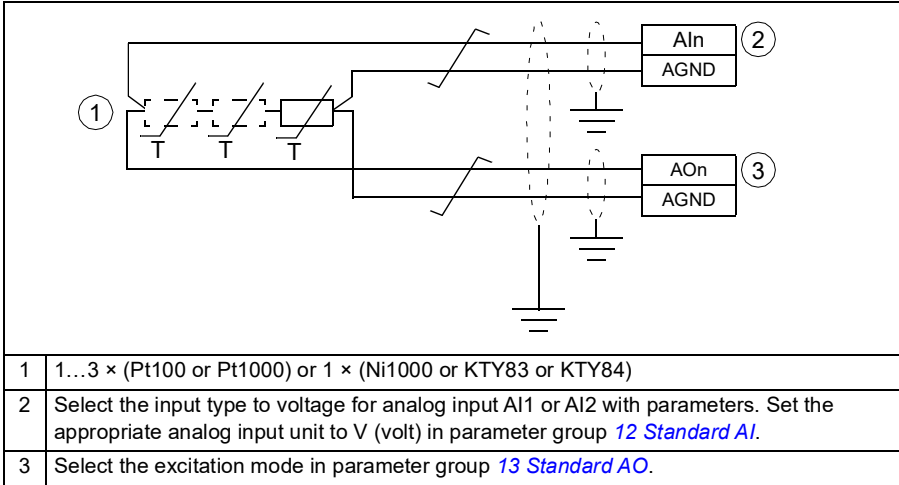 AIn
2
AGND
1
T T T
AOn
3
AGND
1 1…3 × (Pt100 or Pt1000) or 1 × (Ni1000 or KTY83 or KTY84)
2 Select the input type to voltage for analog input AI1 or AI2 with parameters. Set the
appropriate analog input unit to V (volt) in parameter group 12 Standard AI.
3 Select the excitation mode in parameter group 13 Standard AO.